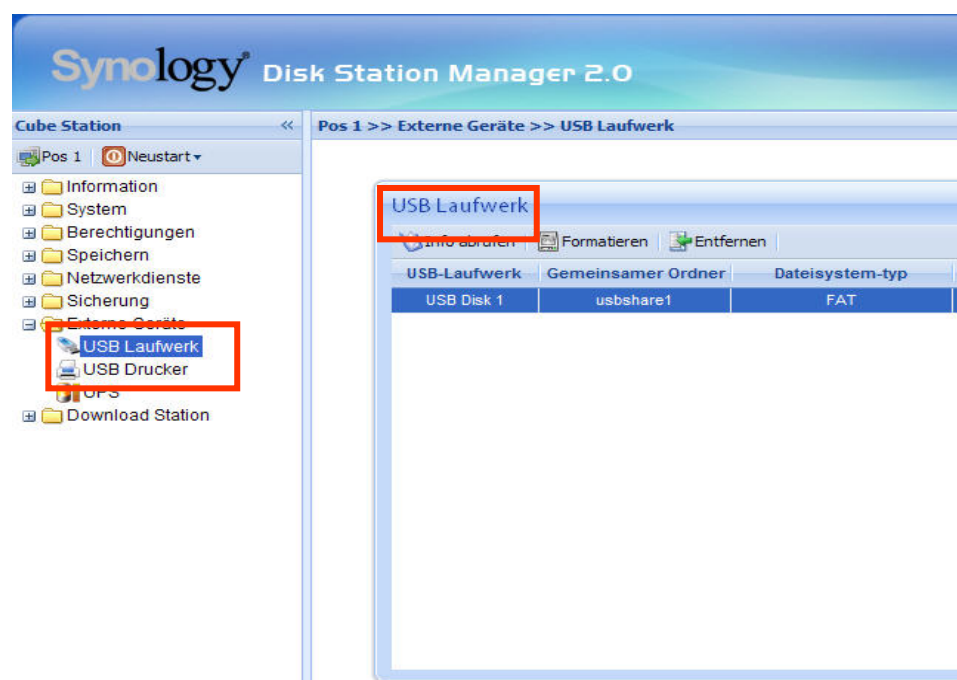 Synology Disk Station Manager 2.0
Cube Station «
Pos 1 >> Externe Geräte >> USB Laufwerk
Pos 1 Neustart
Information
System
Berechtigungen
Speichern
Netzwerkdienste
Sicherung
Externe Geräte
USB Laufwerk
USB Drucker
UPS
Download Station
USB Laufwerk
Info abrufen Formatieren Entfernen
USB-Laufwerk Gemeinsamer Ordner Dateisystem-typ
USB Disk 1 usbshare1 FAT